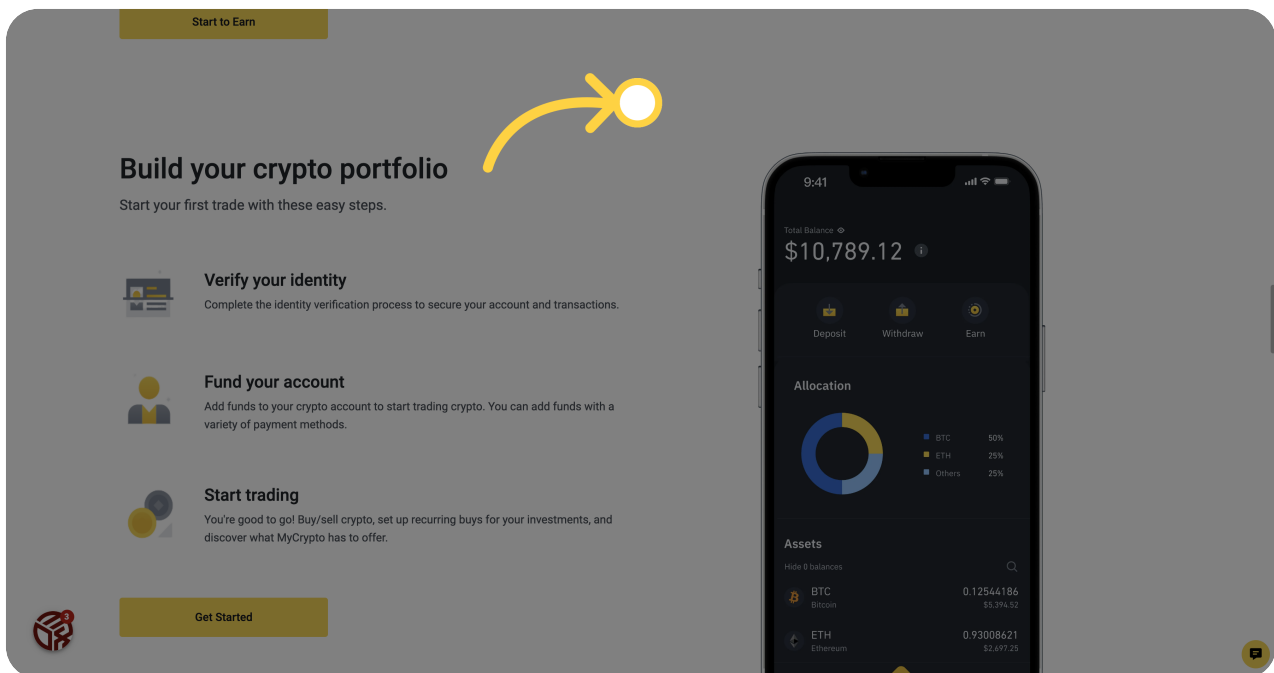 Start to Earn
Build your crypto portfolio
Start your first trade with these easy steps.
Verify your identity
Complete the identity verification process to secure your account and transactions.
Fund your account
Add funds to your crypto account to start trading crypto. You can add funds with a
variety of payment methods.
Start trading
You're good to go! Buy/sell crypto, set up recurring buys for your investments, and
discover what MyCrypto has to offer.
Get Started
3
9:41
Total Balance
$10,789.12
Deposit Withdraw Earn
Allocation
BTC 50%
ETH 25%
Others 25%
Assets
Hide 0 balances
BTC 0.12544186
Bitcoin $5,394.52
ETH 0.93008621
Ethereum $2,697.25